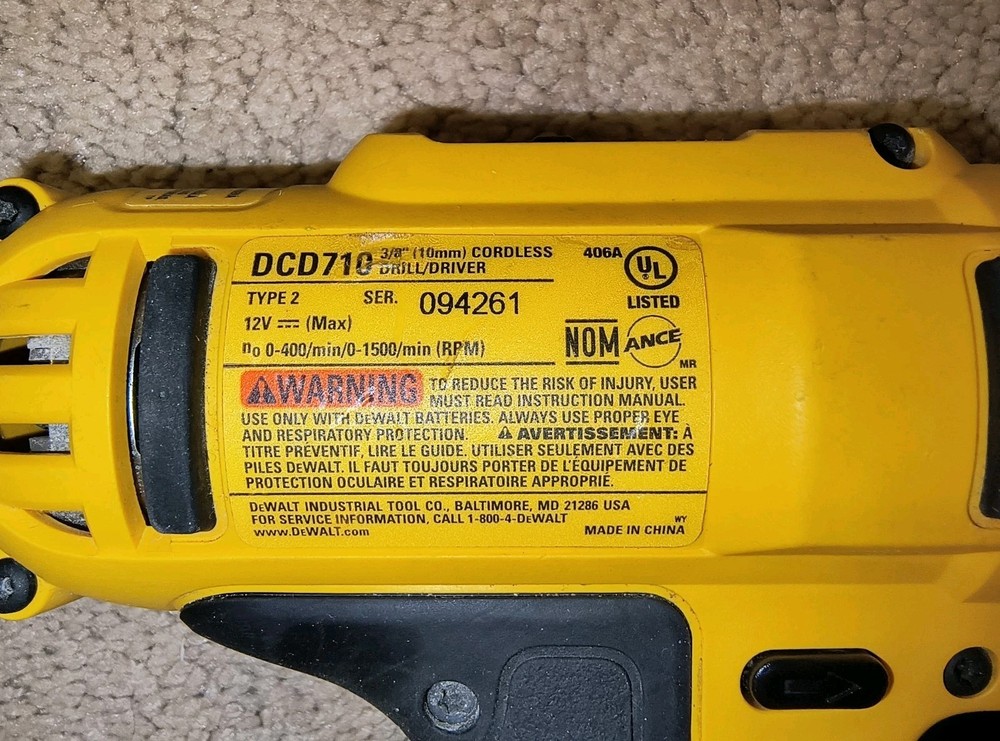 DCD710 3/8" (10mm) CORDLESS
DRILL/DRIVER
406A
UL
LISTED
TYPE 2 SER. 094261
12V ⎓ (Max)
n₀ 0-400/min/0-1500/min (RPM)
NOM ANCE
MR
⚠WARNING TO REDUCE THE RISK OF INJURY, USER
MUST READ INSTRUCTION MANUAL.
USE ONLY WITH DEWALT BATTERIES. ALWAYS USE PROPER EYE
AND RESPIRATORY PROTECTION. ⚠ AVERTISSEMENT: À
TITRE PRÉVENTIF, LIRE LE GUIDE. UTILISER SEULEMENT AVEC DES
PILES DEWALT. IL FAUT TOUJOURS PORTER DE L'ÉQUIPEMENT DE
PROTECTION OCULAIRE ET RESPIRATOIRE APPROPRIÉ.
DEWALT INDUSTRIAL TOOL CO., BALTIMORE, MD 21286 USA
FOR SERVICE INFORMATION, CALL 1-800-4-DEWALT WY
www.DEWALT.com MADE IN CHINA